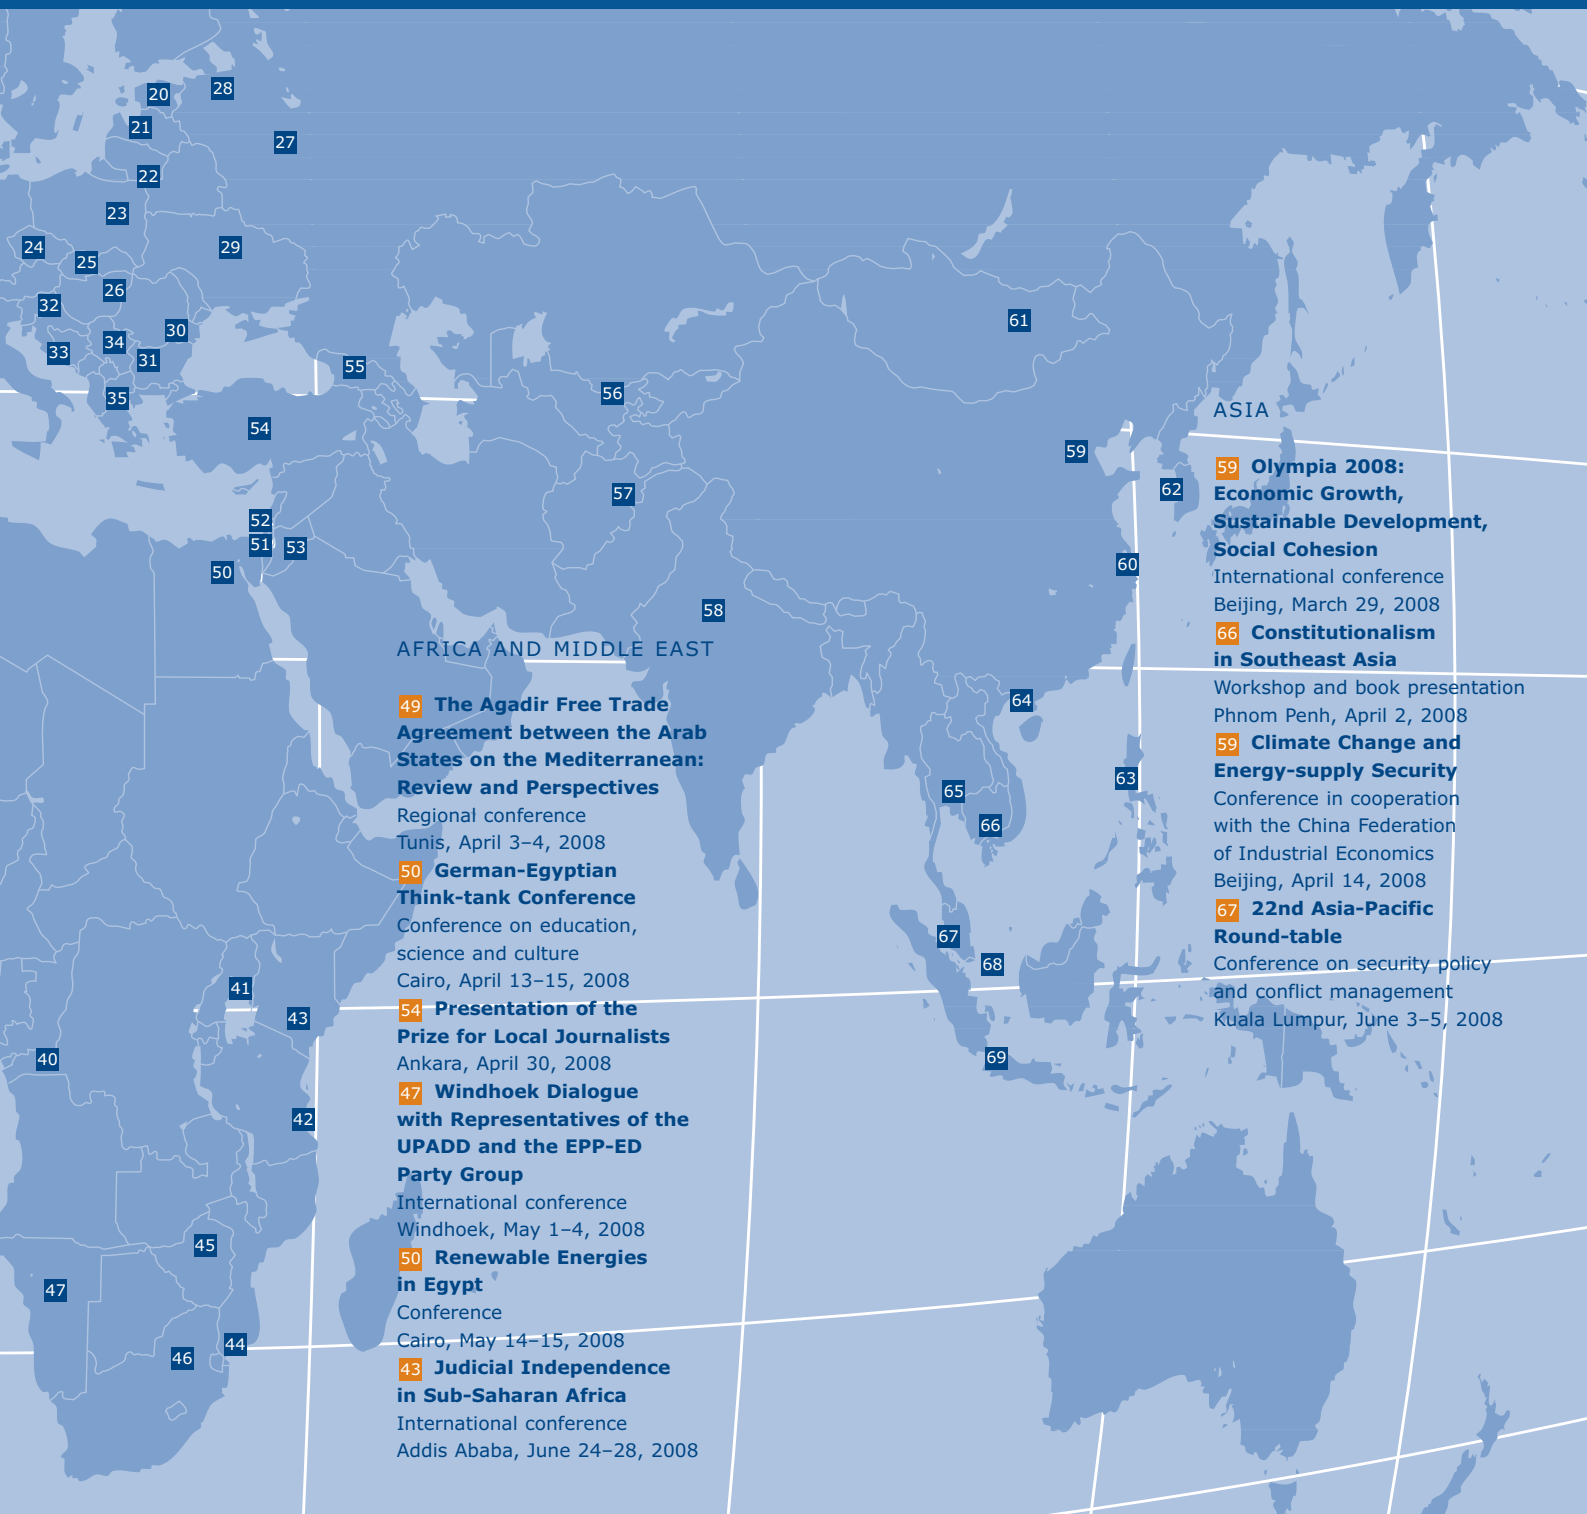 20
28
21
27
22
23
24
29
25
26
32
30
61
34
33
31
55
56
35
54
59
57
62
52
51
53
60
50
58
64
63
65
66
67
68
41
43
40
69
42
45
47
44
46
AFRICA AND MIDDLE EAST
49 The Agadir Free Trade
Agreement between the Arab
States on the Mediterranean:
Review and Perspectives
Regional conference
Tunis, April 3–4, 2008
50 German-Egyptian
Think-tank Conference
Conference on education,
science and culture
Cairo, April 13–15, 2008
54 Presentation of the
Prize for Local Journalists
Ankara, April 30, 2008
47 Windhoek Dialogue
with Representatives of the
UPADD and the EPP-ED
Party Group
International conference
Windhoek, May 1–4, 2008
50 Renewable Energies
in Egypt
Conference
Cairo, May 14–15, 2008
43 Judicial Independence
in Sub-Saharan Africa
International conference
Addis Ababa, June 24–28, 2008
ASIA
59 Olympia 2008:
Economic Growth,
Sustainable Development,
Social Cohesion
International conference
Beijing, March 29, 2008
66 Constitutionalism
in Southeast Asia
Workshop and book presentation
Phnom Penh, April 2, 2008
59 Climate Change and
Energy-supply Security
Conference in cooperation
with the China Federation
of Industrial Economics
Beijing, April 14, 2008
67 22nd Asia-Pacific
Round-table
Conference on security policy
and conflict management
Kuala Lumpur, June 3–5, 2008